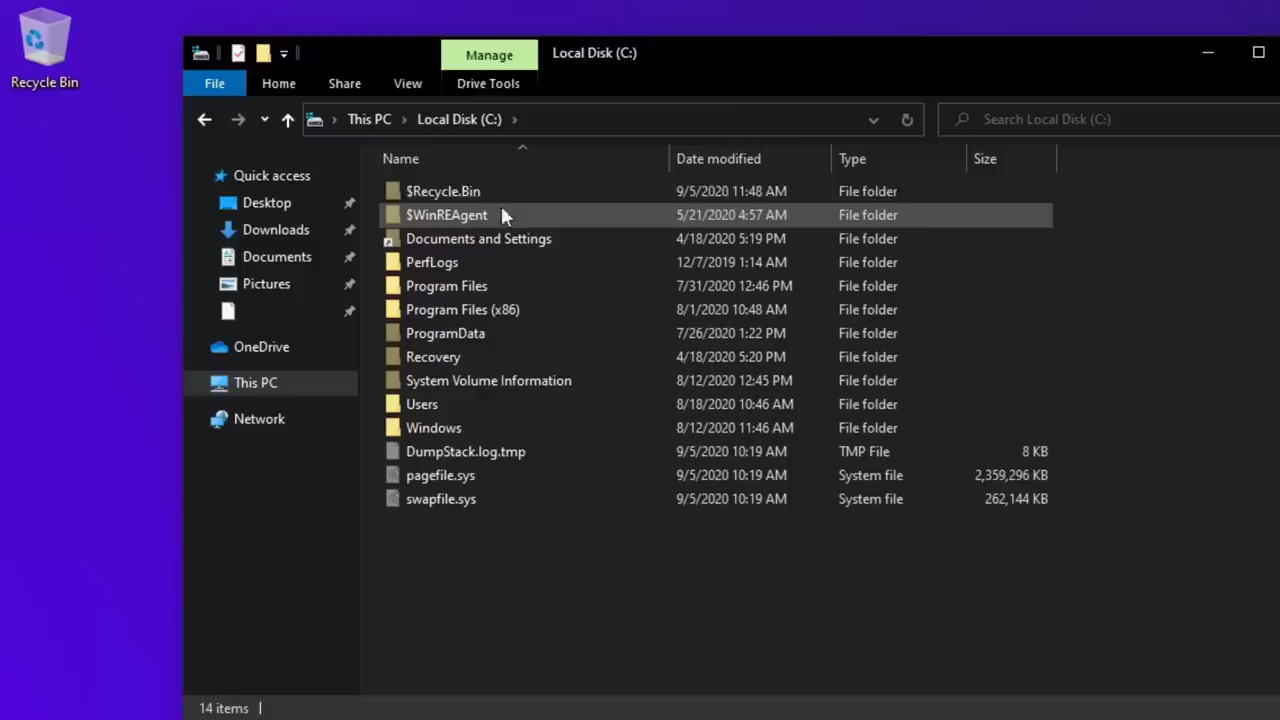 Recycle Bin
Manage
Local Disk (C:)
File
Home
Share
View
Drive Tools
This PC
Local Disk (C:)
Search Local Disk (C:)
Quick access
Desktop
Downloads
Documents
Pictures
OneDrive
This PC
Network
Name Date modified Type Size
$Recycle.Bin 9/5/2020 11:48 AM File folder
$WinREAgent 5/21/2020 4:57 AM File folder
Documents and Settings 4/18/2020 5:19 PM File folder
PerfLogs 12/7/2019 1:14 AM File folder
Program Files 7/31/2020 12:46 PM File folder
Program Files (x86) 8/1/2020 10:48 AM File folder
ProgramData 7/26/2020 1:22 PM File folder
Recovery 4/18/2020 5:20 PM File folder
System Volume Information 8/12/2020 12:45 PM File folder
Users 8/18/2020 10:46 AM File folder
Windows 8/12/2020 11:46 AM File folder
DumpStack.log.tmp 9/5/2020 10:19 AM TMP File 8 KB
pagefile.sys 9/5/2020 10:19 AM System file 2,359,296 KB
swapfile.sys 9/5/2020 10:19 AM System file 262,144 KB
14 items